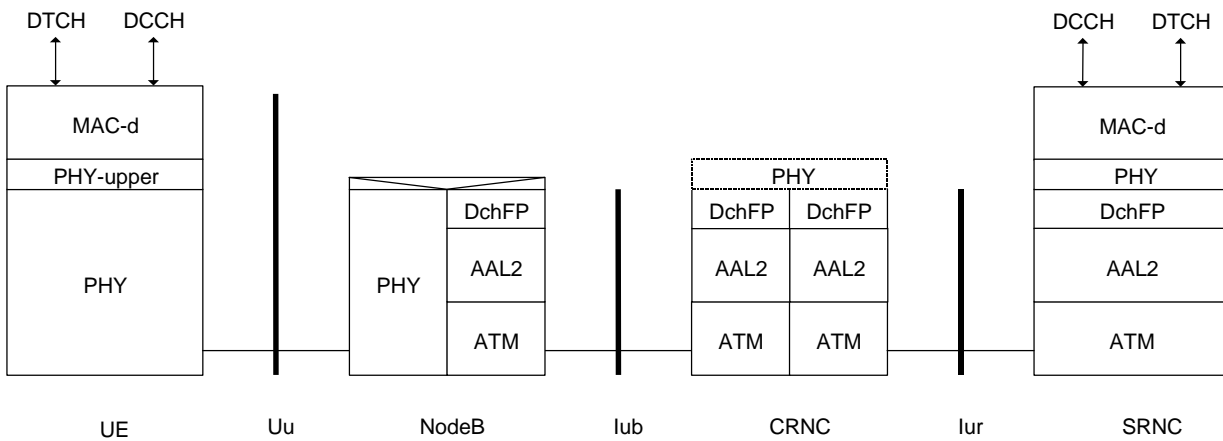 DTCH DCCH DCCH DTCH
MAC-d MAC-d
PHY-upper PHY PHY
DchFP DchFP DchFP DchFP
PHY PHY AAL2 AAL2 AAL2 AAL2
ATM ATM ATM ATM
UE Uu NodeB Iub CRNC Iur SRNC